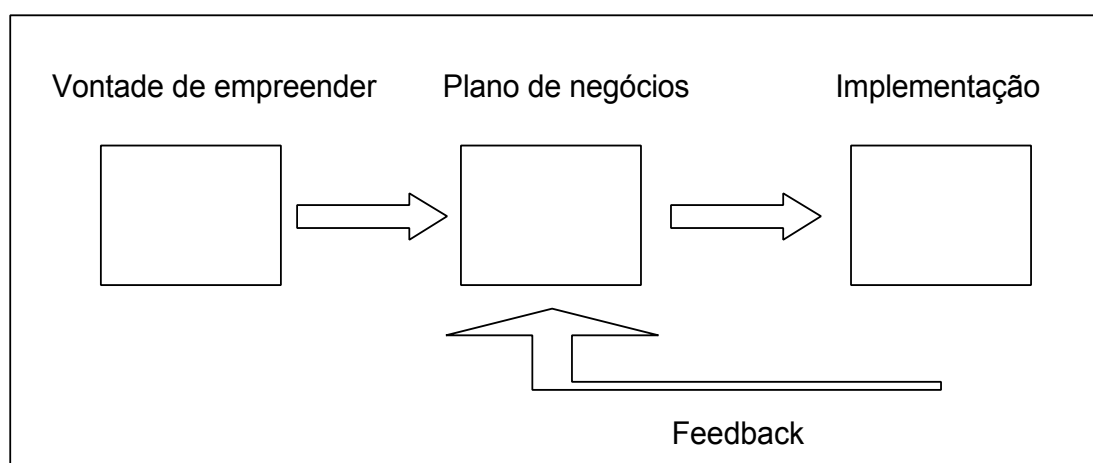 Vontade de empreender
Plano de negócios
Implementação
Feedback